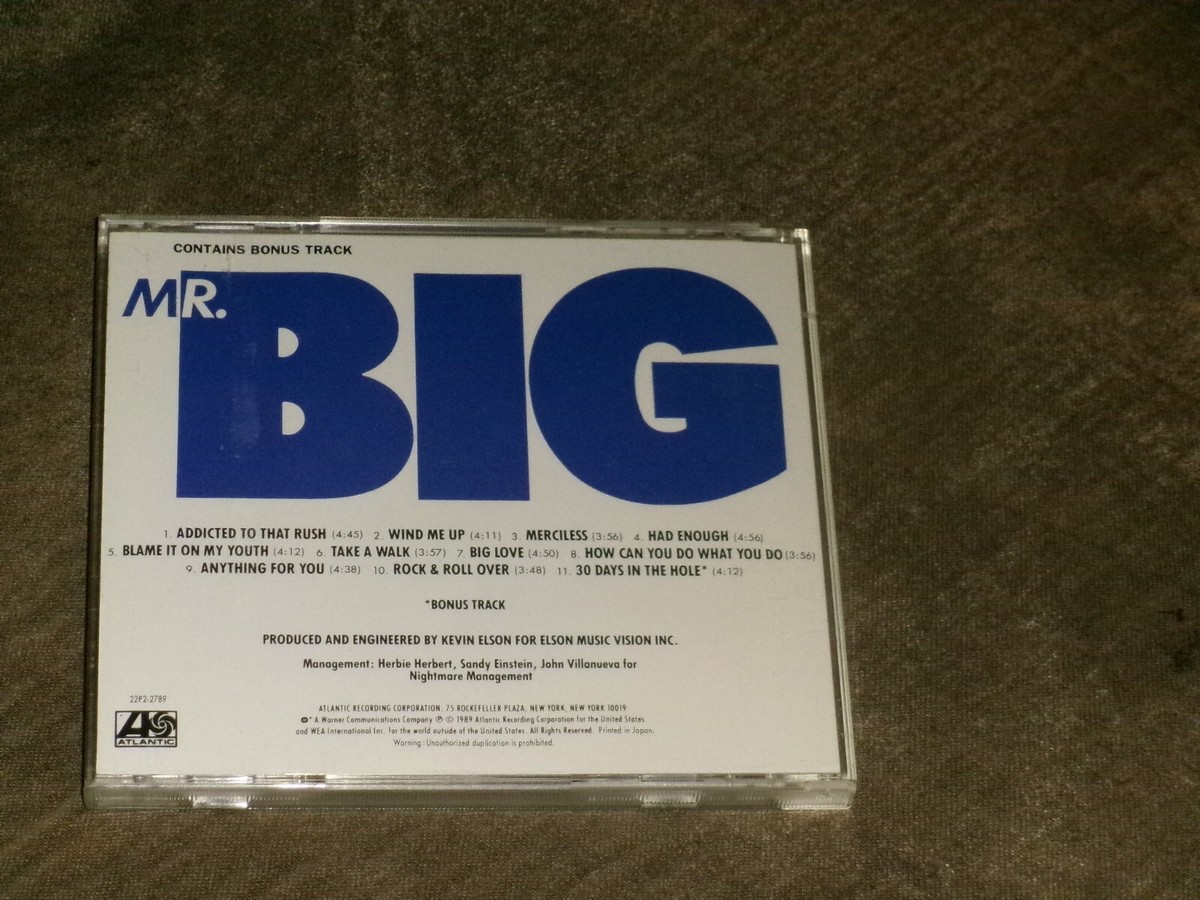 CONTAINS BONUS TRACK
MR.
BIG
1. ADDICTED TO THAT RUSH (4:45) 2. WIND ME UP (4:11) 3. MERCILESS (3:56) 4. HAD ENOUGH (4:56)
5. BLAME IT ON MY YOUTH (4:12) 6. TAKE A WALK (3:57) 7. BIG LOVE (4:50) 8. HOW CAN YOU DO WHAT YOU DO (3:56)
9. ANYTHING FOR YOU (4:38) 10. ROCK & ROLL OVER (3:48) 11. 30 DAYS IN THE HOLE* (4:12)
*BONUS TRACK
PRODUCED AND ENGINEERED BY KEVIN ELSON FOR ELSON MUSIC VISION INC.
Management: Herbie Herbert, Sandy Einstein, John Villanueva for
Nightmare Management
22P2-2789
ATLANTIC
ATLANTIC RECORDING CORPORATION, 75 ROCKEFELLER PLAZA, NEW YORK, NEW YORK 10019
A Warner Communications Company ℗ © 1989 Atlantic Recording Corporation for the United States
and WEA International Inc. for the world outside of the United States. All Rights Reserved. Printed in Japan.
Warning: Unauthorized duplication is prohibited.